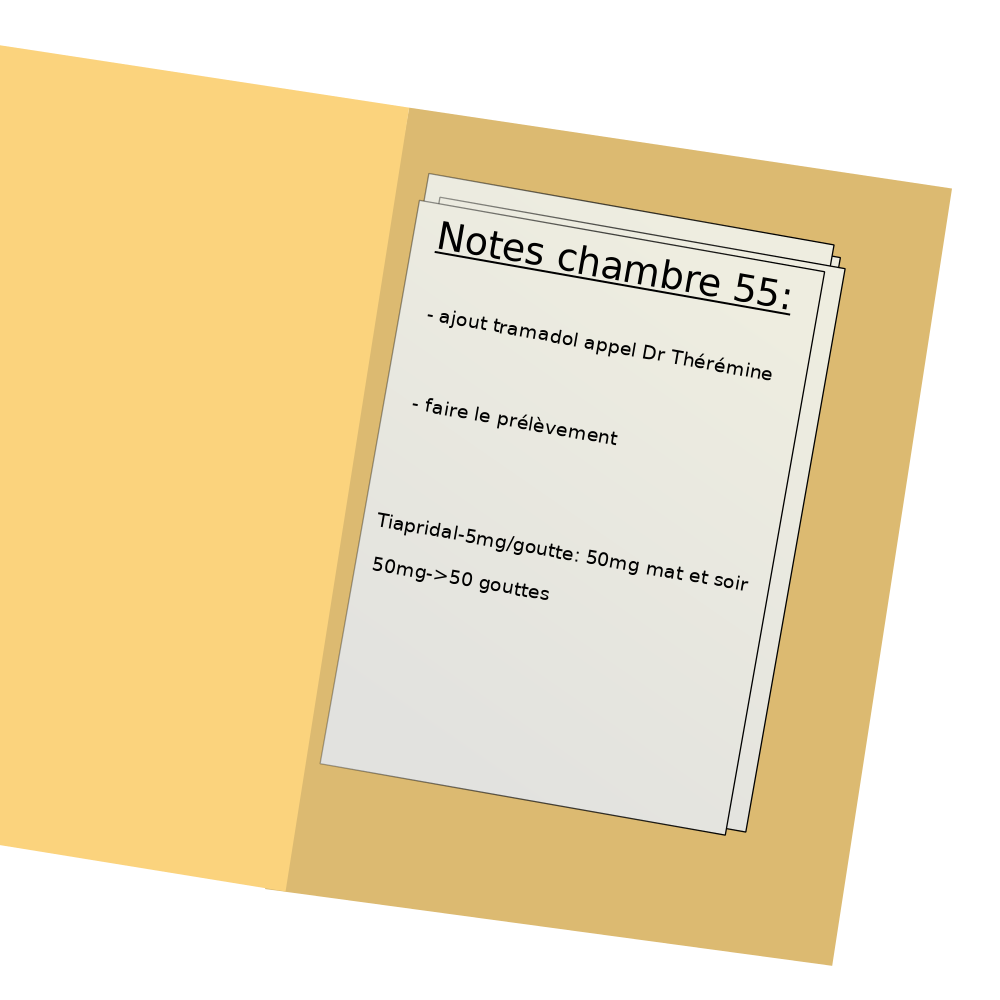 Notes chambre 55:
- ajout tramadol appel Dr Thérémine
- faire le prélèvement
Tiapridal-5mg/goutte: 50mg mat et soir
50mg->50 gouttes